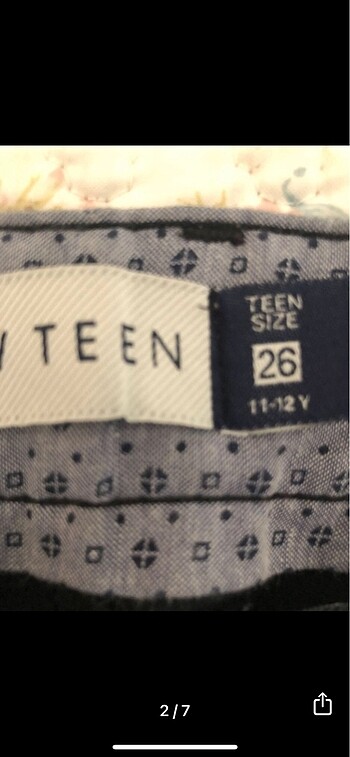 TEEN
TEEN
SIZE
26
11-12 Y
2/7